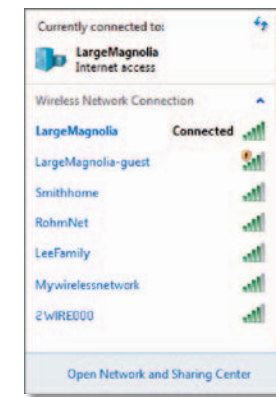 Currently connected to:
LargeMagnolia
Internet access
Wireless Network Connection
LargeMagnolia Connected
LargeMagnolia-guest
Smithhome
RohmNet
LeeFamily
Mywirelessnetwork
2WIRE000
Open Network and Sharing Center